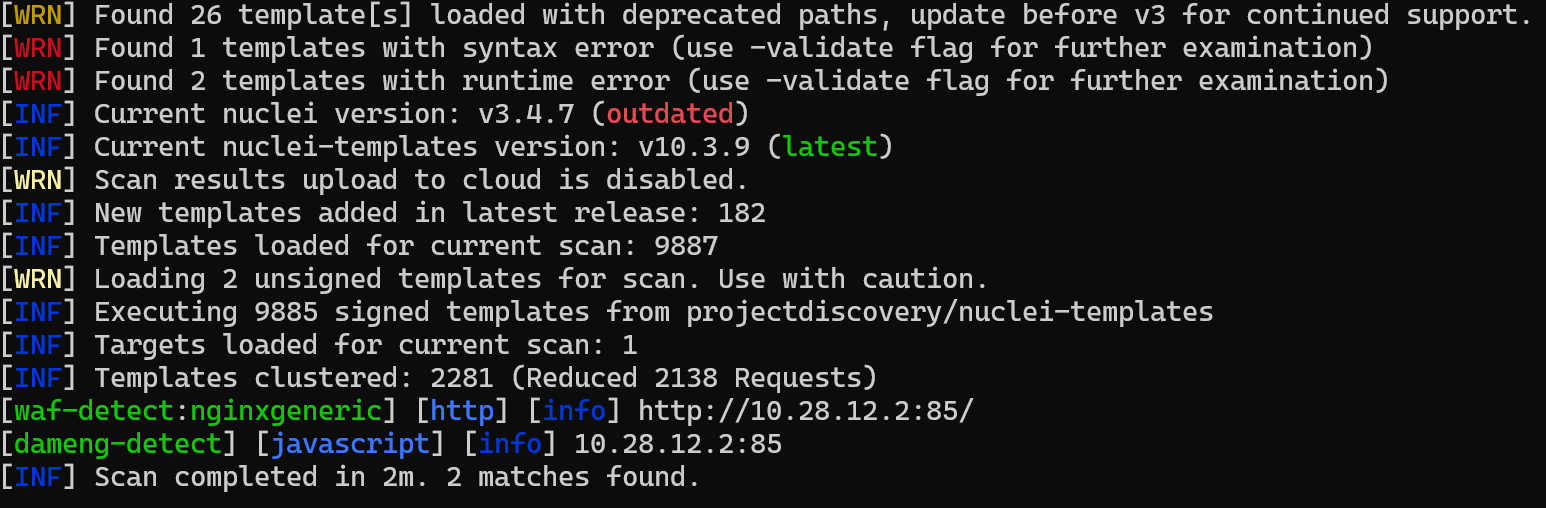 [WRN] Found 26 template[s] loaded with deprecated paths, update before v3 for continued support.
[WRN] Found 1 templates with syntax error (use -validate flag for further examination)
[WRN] Found 2 templates with runtime error (use -validate flag for further examination)
[INF] Current nuclei version: v3.4.7 (outdated)
[INF] Current nuclei-templates version: v10.3.9 (latest)
[WRN] Scan results upload to cloud is disabled.
[INF] New templates added in latest release: 182
[INF] Templates loaded for current scan: 9887
[WRN] Loading 2 unsigned templates for scan. Use with caution.
[INF] Executing 9885 signed templates from projectdiscovery/nuclei-templates
[INF] Targets loaded for current scan: 1
[INF] Templates clustered: 2281 (Reduced 2138 Requests)
[waf-detect:nginxgeneric] [http] [info] http://10.28.12.2:85/
[dameng-detect] [javascript] [info] 10.28.12.2:85
[INF] Scan completed in 2m. 2 matches found.